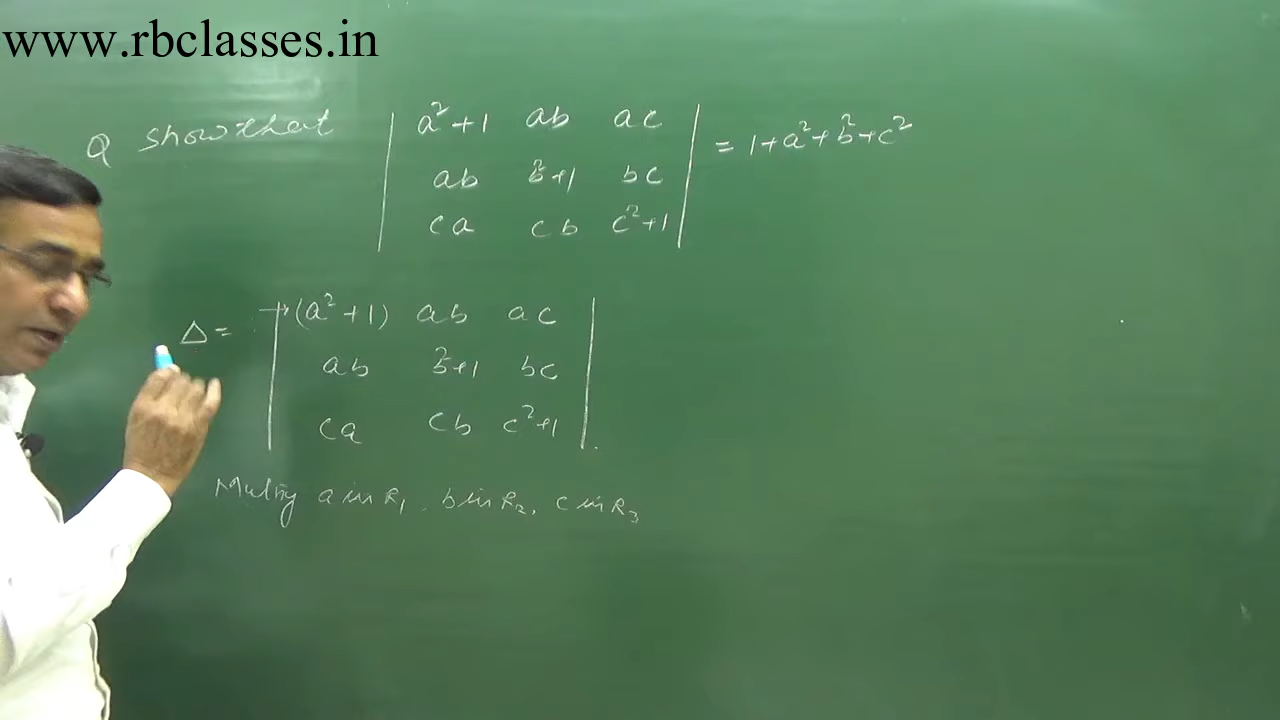 www.rbclasses.in
Q Show that | a²+1 ab ac | = 1+a²+b²+c²
ab b²+1 bc
ca cb c²+1
Δ = | (a²+1) ab ac |
ab b²+1 bc
ca cb c²+1
a in R₁, b in R₂, c in R₃